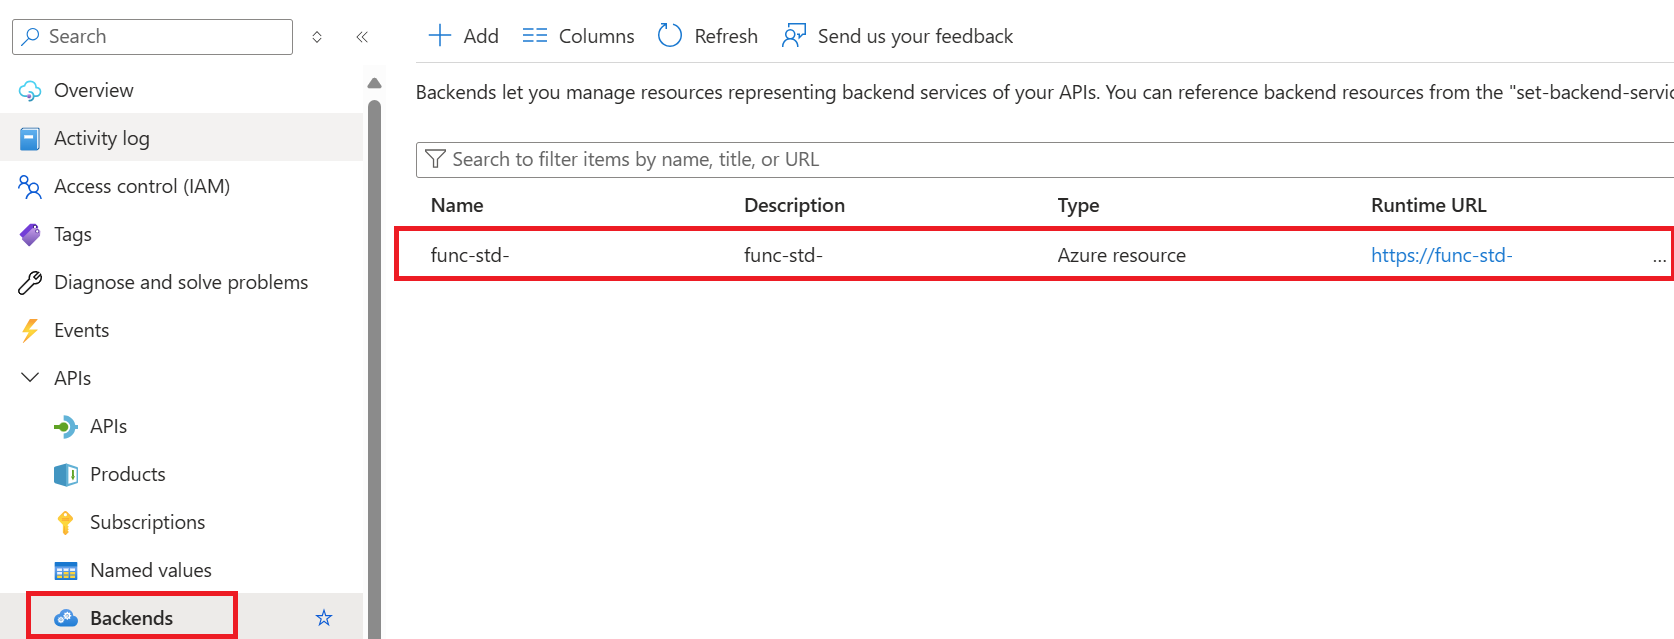 Search
Overview
Activity log
Access control (IAM)
Tags
Diagnose and solve problems
Events
APIs
APIs
Products
Subscriptions
Named values
Backends
Add Columns Refresh Send us your feedback
Backends let you manage resources representing backend services of your APIs. You can reference backend resources from the "set-backend-servic
Search to filter items by name, title, or URL
Name Description Type Runtime URL
func-std- func-std- Azure resource https://func-std- ...